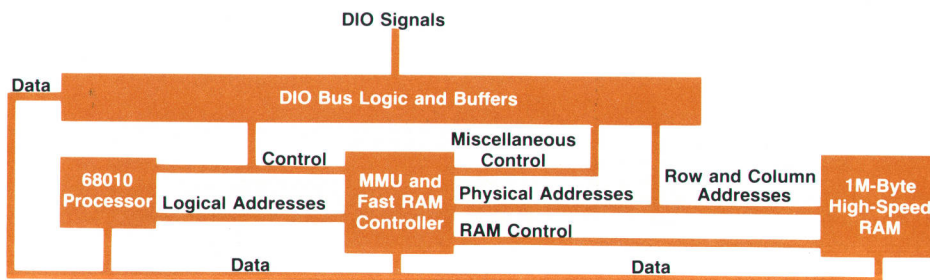 DIO Signals
Data
DIO Bus Logic and Buffers
Miscellaneous
Control
Control
68010
Processor
MMU and
Fast RAM
Controller
Row and Column
Addresses
1M-Byte
High-Speed
RAM
Logical Addresses
Physical Addresses
RAM Control
Data
Data